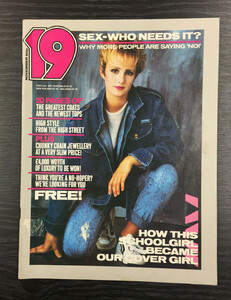 19
SEX-WHO NEEDS IT?
WHY MORE PEOPLE ARE SAYING 'NO!'
THE GREATEST COATS
AND THE NEWEST TOPS
HIGH STYLE
FROM THE HIGH STREET
PLUS
CHUNKY CHAIN JEWELLERY
AT A VERY SLIM PRICE!
£4,000 WORTH
OF LUXURY TO BE WON!
THINK YOU'RE A NO-HOPER?
WE'RE LOOKING FOR YOU
FREE!
HOW THIS
SCHOOLGIRL
BECAME
OUR COVER GIRL